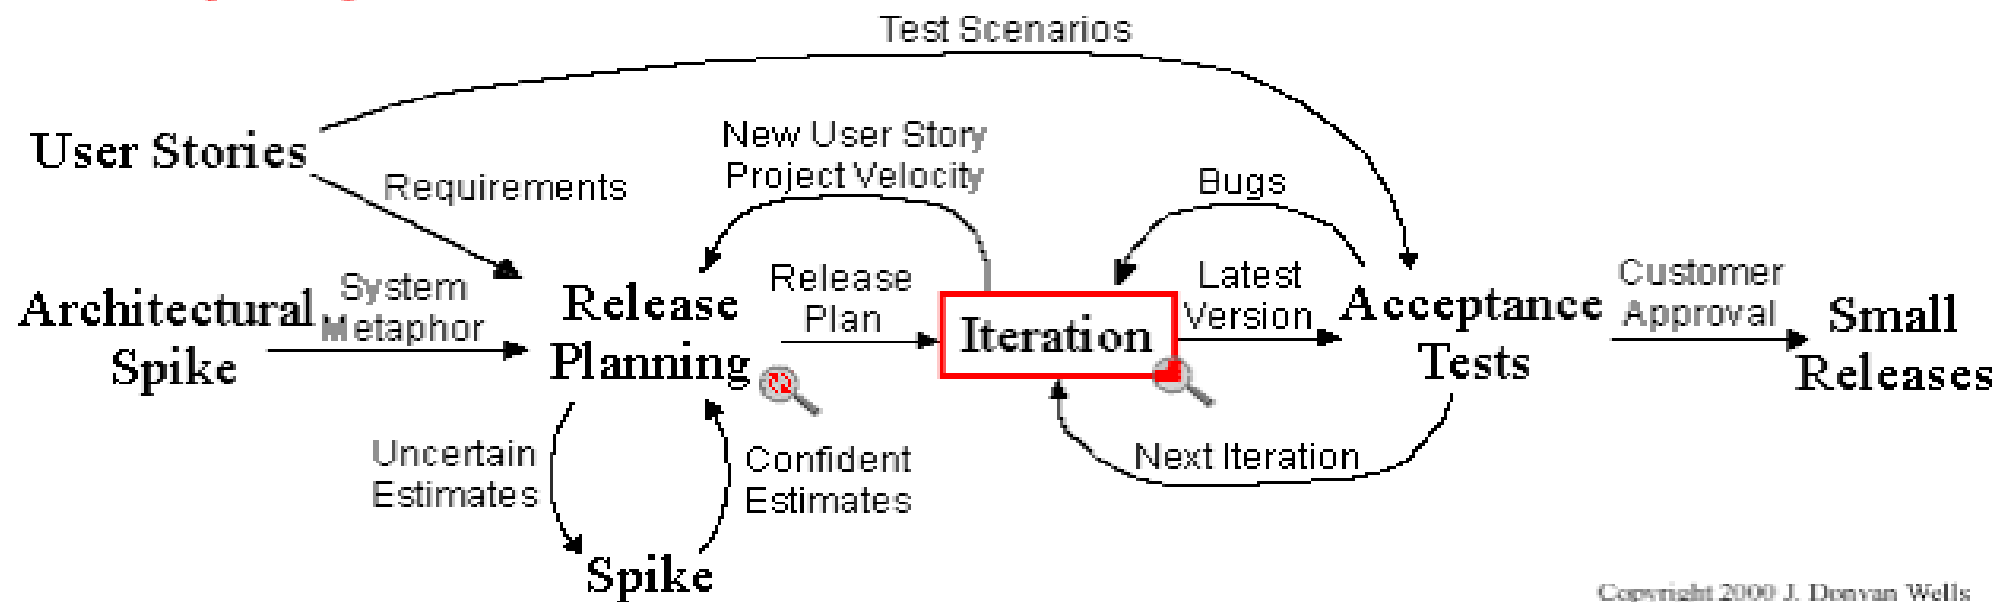 Test Scenarios
User Stories
New User Story
Project Velocity
Requirements
Bugs
Architectural
Spike
System
Metaphor
Release
Planning
Release
Plan
Iteration
Latest
Version
Acceptance
Tests
Customer
Approval
Small
Releases
Uncertain
Estimates
Confident
Estimates
Next Iteration
Spike
Copyright 2000 J. Donvan Wells